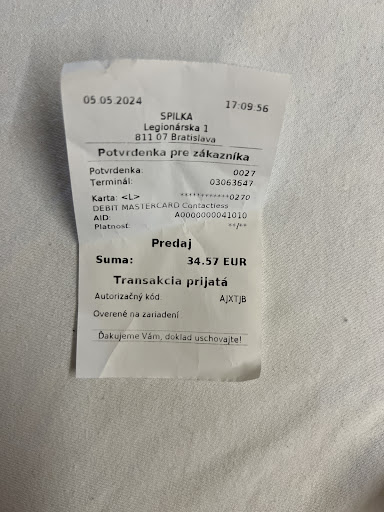 05.05.2024 17:09:56
SPILKA
Legionárska 1
811 07 Bratislava
Potvrdenka pre zákazníka
Potvrdenka: 0027
Terminál: 03063647
Karta: <L> ************0270
DEBIT MASTERCARD Contactless
AID: A0000000041010
Platnosť **/**
Predaj
Suma: 34.57 EUR
Transakcia prijatá
Autorizačný kód: AJXTJB
Overené na zariadení
Ďakujeme Vám, doklad uschovajte!